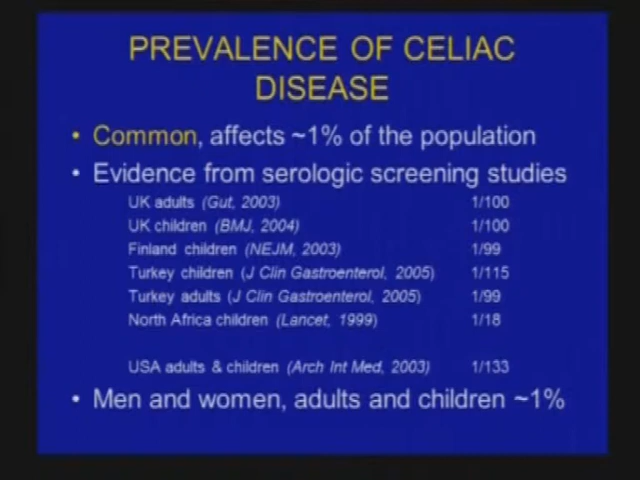 PREVALENCE OF CELIAC
DISEASE
• Common, affects ~1% of the population
• Evidence from serologic screening studies
UK adults (Gut, 2003) 1/100
UK children (BMJ, 2004) 1/100
Finland children (NEJM, 2003) 1/99
Turkey children (J Clin Gastroenterol, 2005) 1/115
Turkey adults (J Clin Gastroenterol, 2005) 1/99
North Africa children (Lancet, 1999) 1/18
USA adults & children (Arch Int Med, 2003) 1/133
• Men and women, adults and children ~1%